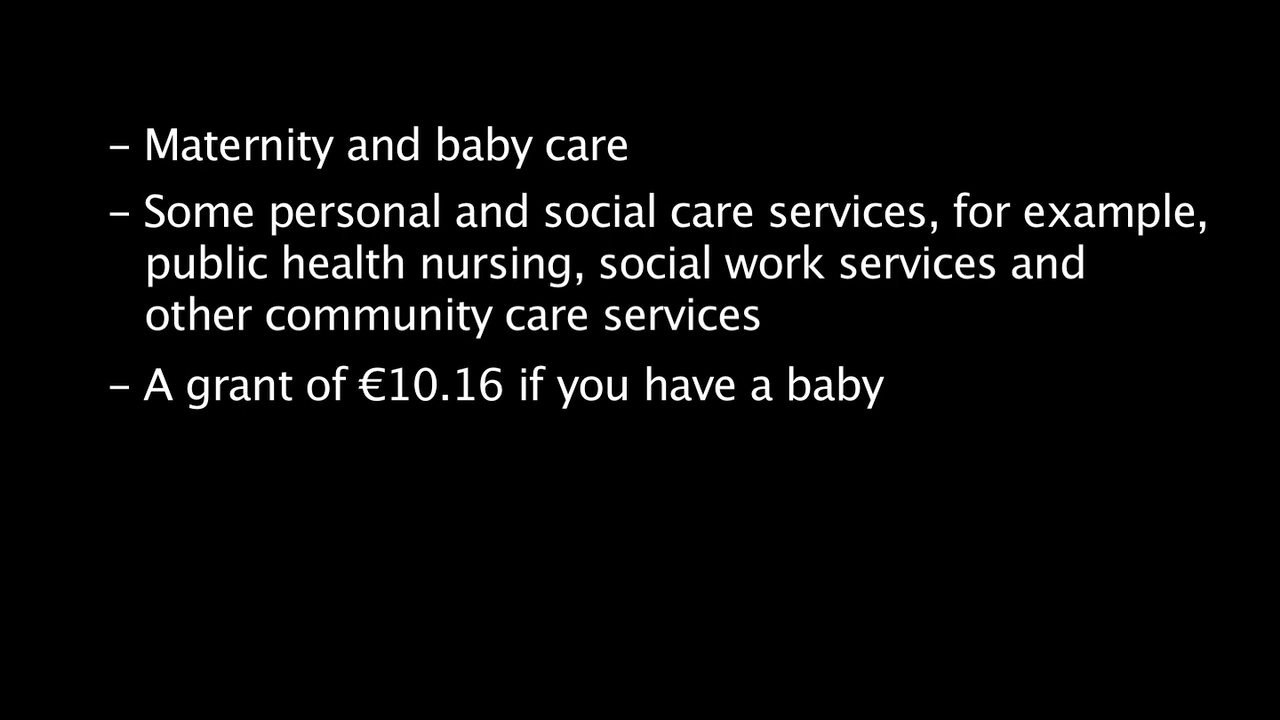 – Maternity and baby care
– Some personal and social care services, for example,
public health nursing, social work services and
other community care services
– A grant of €10.16 if you have a baby